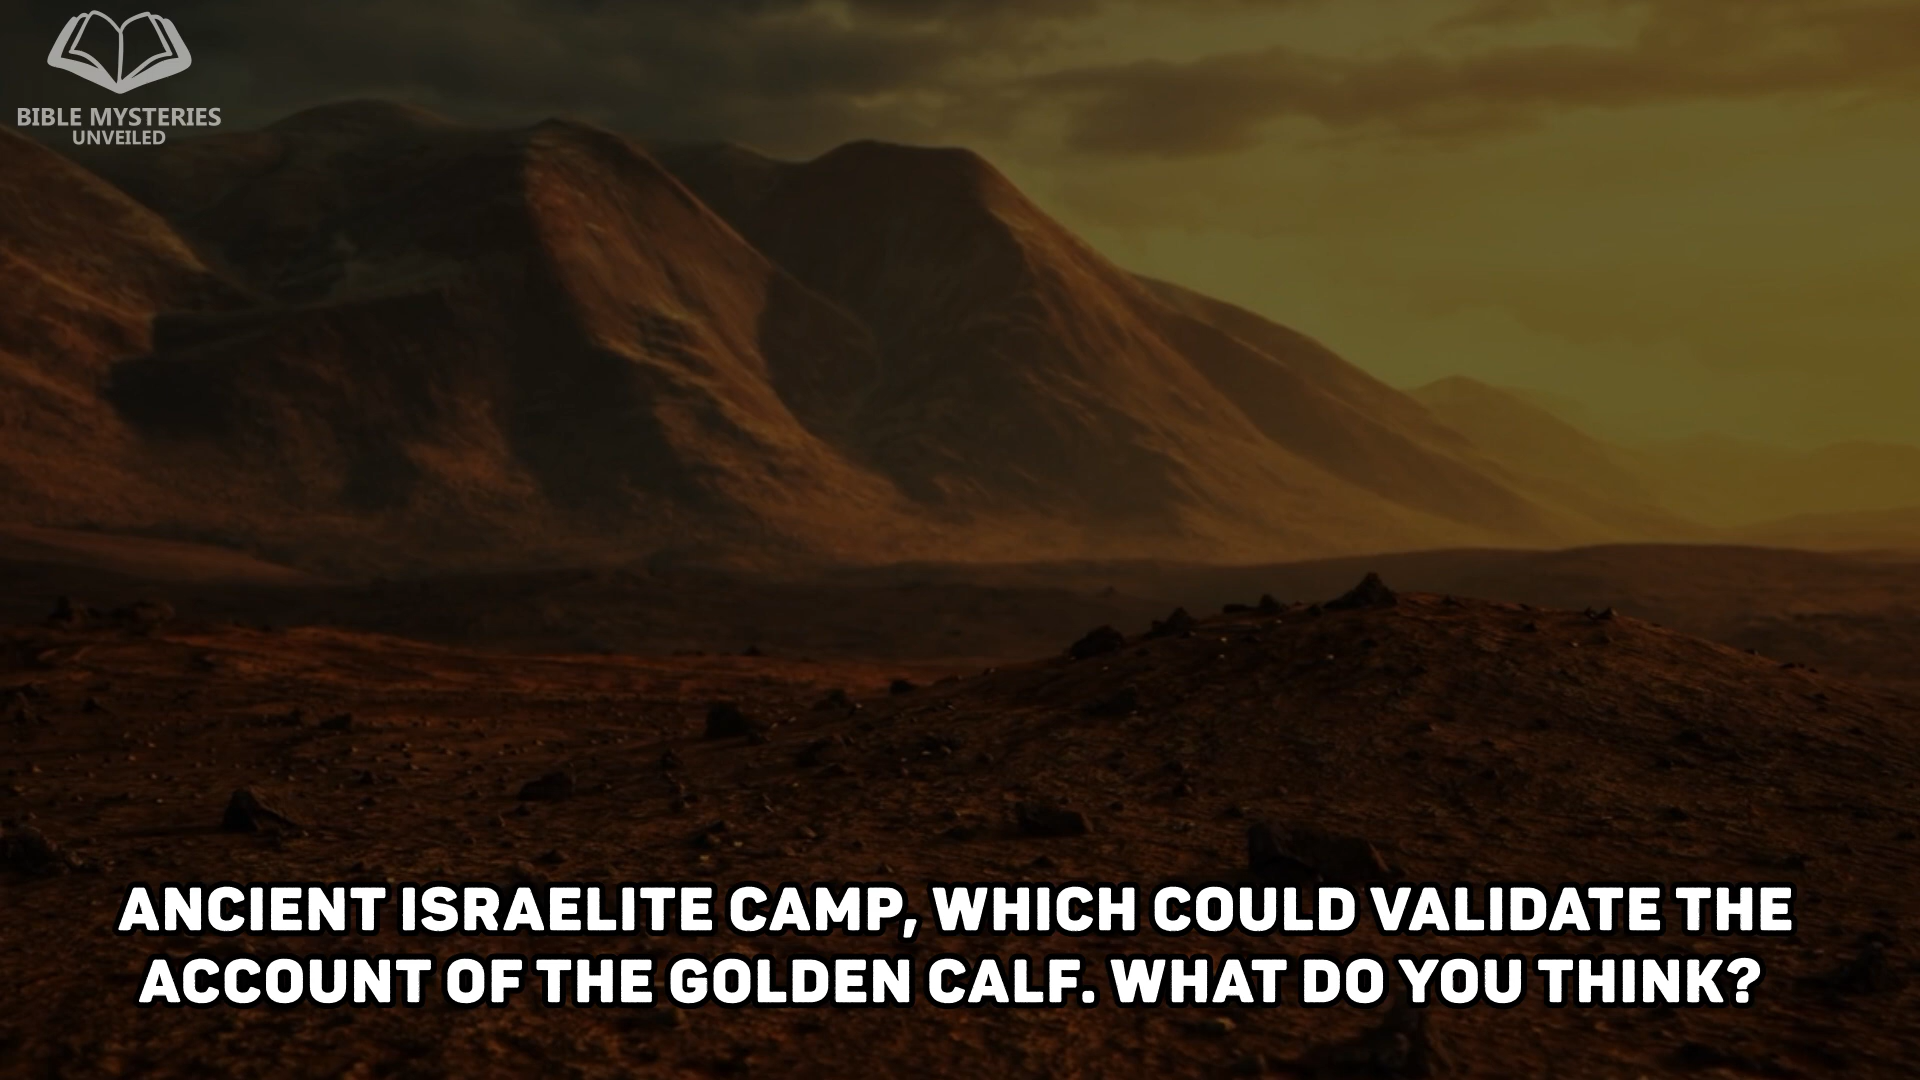 BIBLE MYSTERIES
UNVEILED
ANCIENT ISRAELITE CAMP, WHICH COULD VALIDATE THE
ACCOUNT OF THE GOLDEN CALF. WHAT DO YOU THINK?